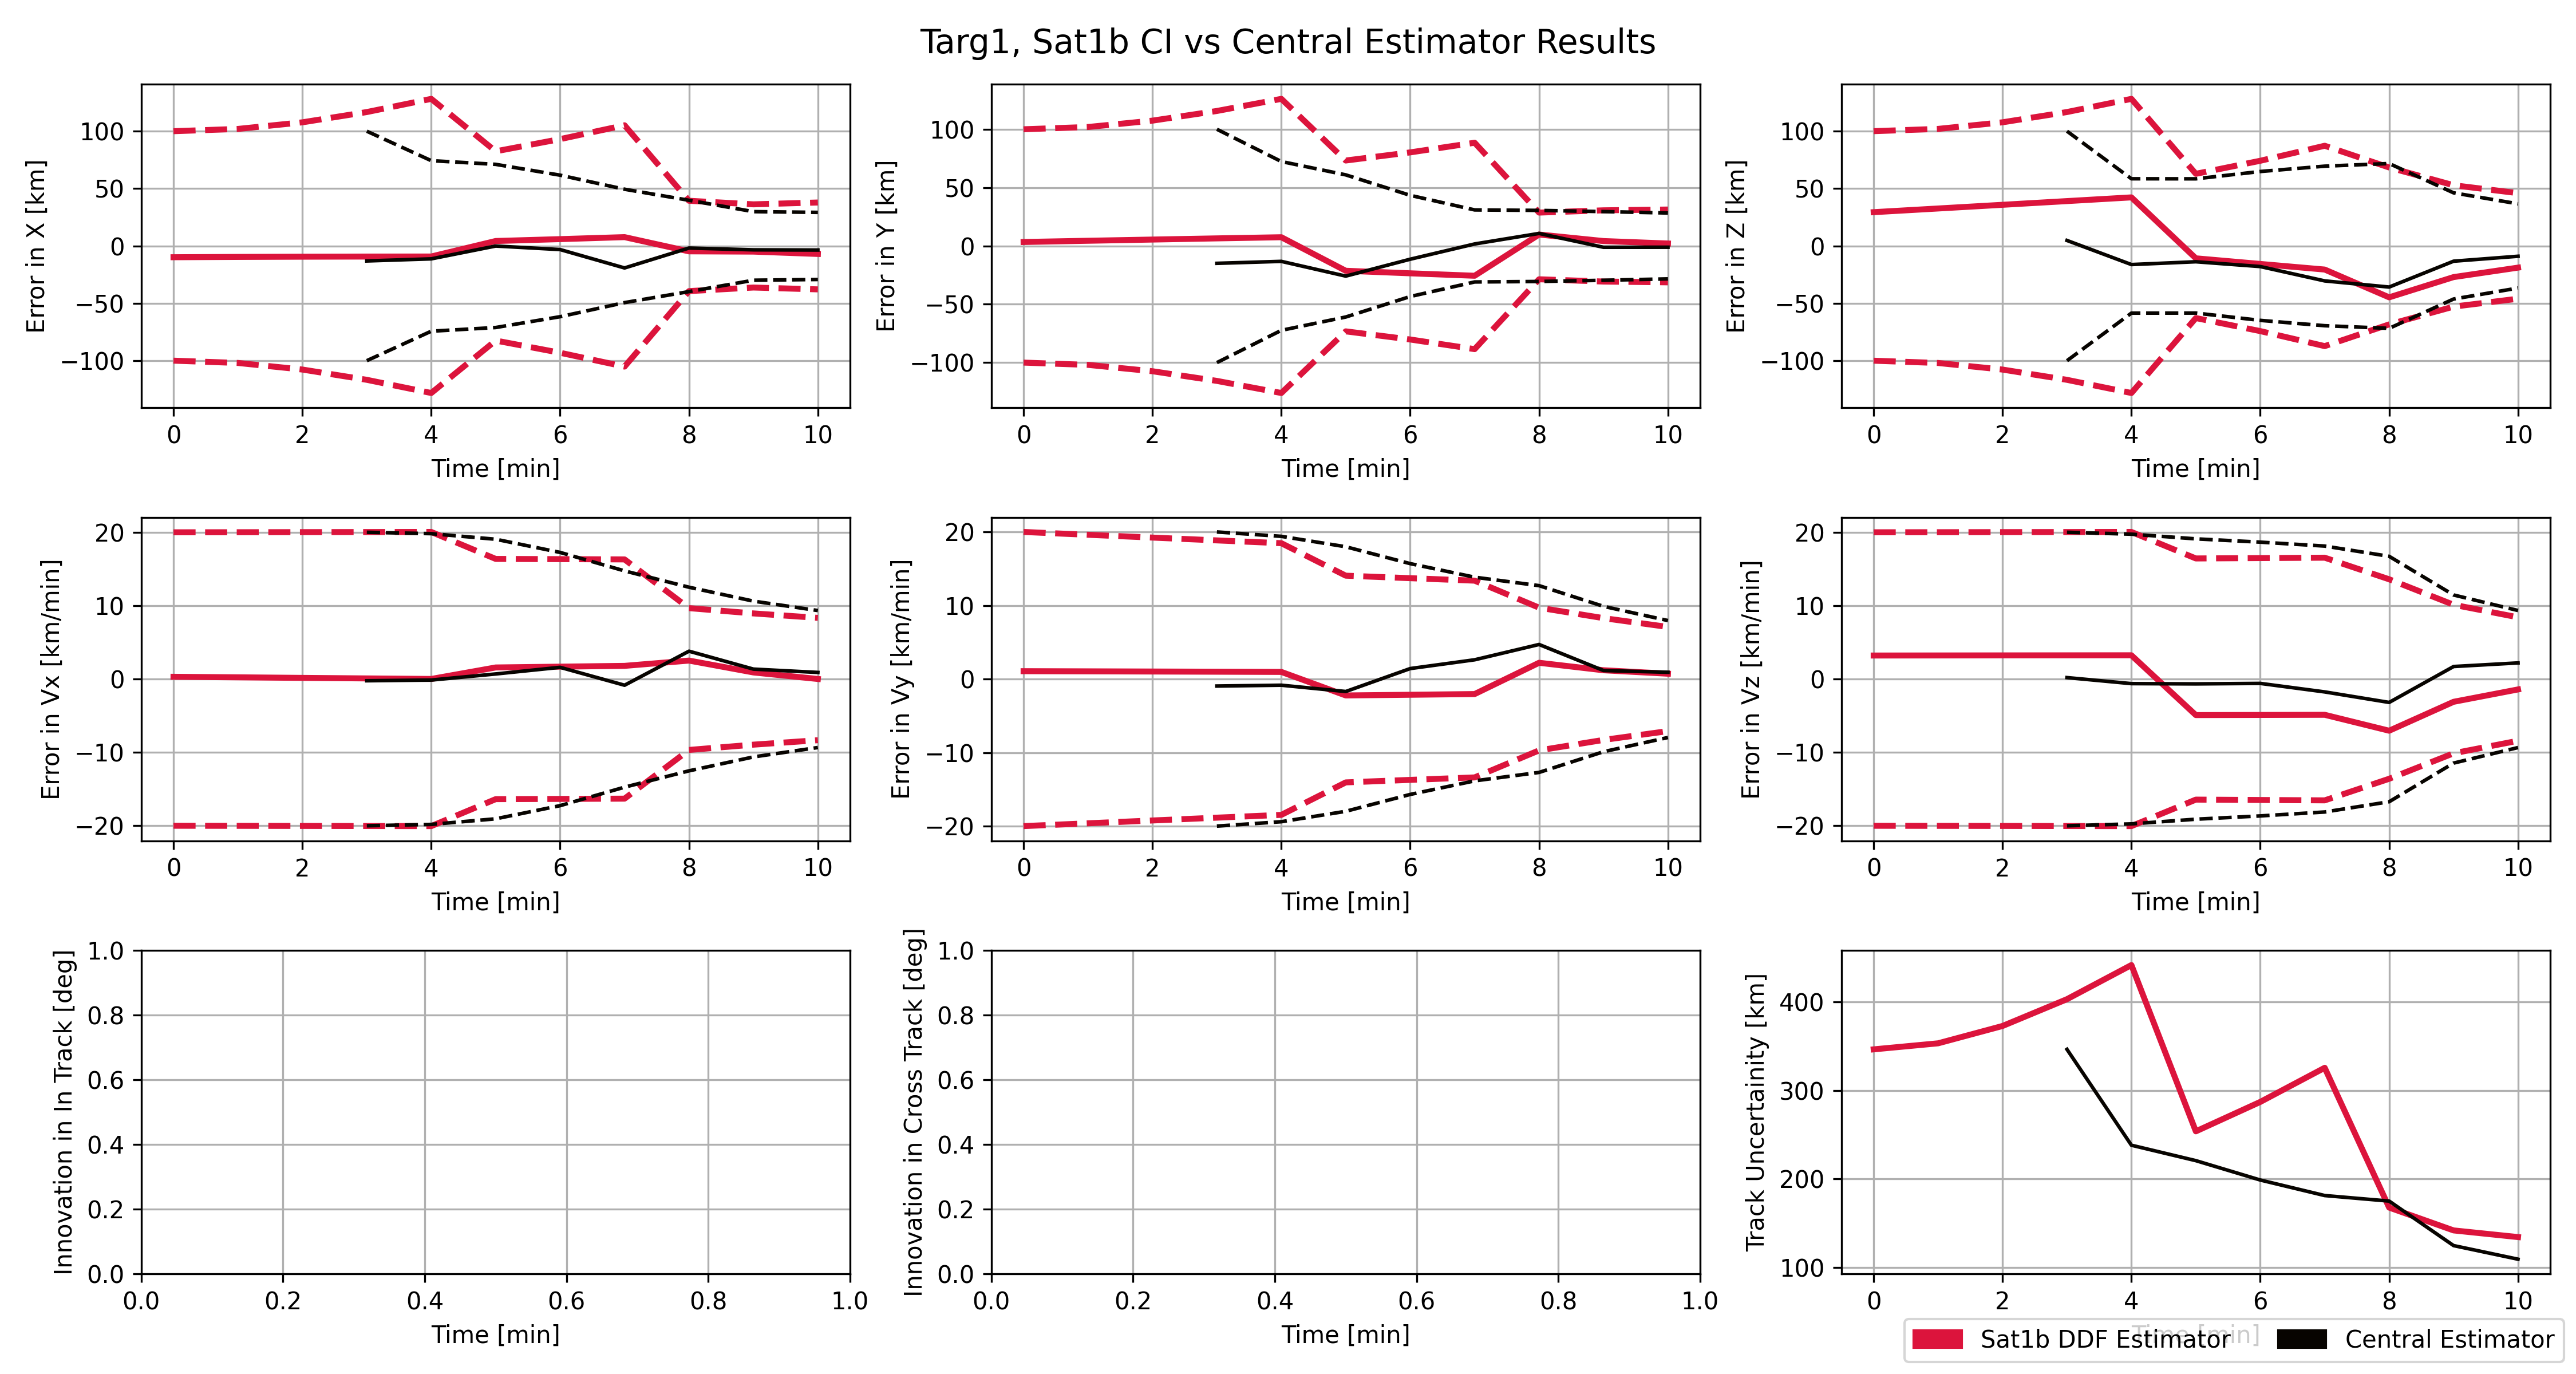 Targ1, Sat1b CI vs Central Estimator Results
Error in X [km]
100
50
0
−50
−100
0 2 4 6 8 10
Time [min]
Error in Y [km]
100
50
0
−50
−100
0 2 4 6 8 10
Time [min]
Error in Z [km]
100
50
0
−50
−100
0 2 4 6 8 10
Time [min]
Error in Vx [km/min]
20
10
0
−10
−20
0 2 4 6 8 10
Time [min]
Error in Vy [km/min]
20
10
0
−10
−20
0 2 4 6 8 10
Time [min]
Error in Vz [km/min]
20
10
0
−10
−20
0 2 4 6 8 10
Time [min]
Innovation in In Track [deg]
1.0
0.8
0.6
0.4
0.2
0.0
0.0 0.2 0.4 0.6 0.8 1.0
Time [min]
Innovation in Cross Track [deg]
1.0
0.8
0.6
0.4
0.2
0.0
0.0 0.2 0.4 0.6 0.8 1.0
Time [min]
Track Uncertainity [km]
400
300
200
100
0 2 4 6 8 10
Time [min]
Sat1b DDF Estimator
Central Estimator